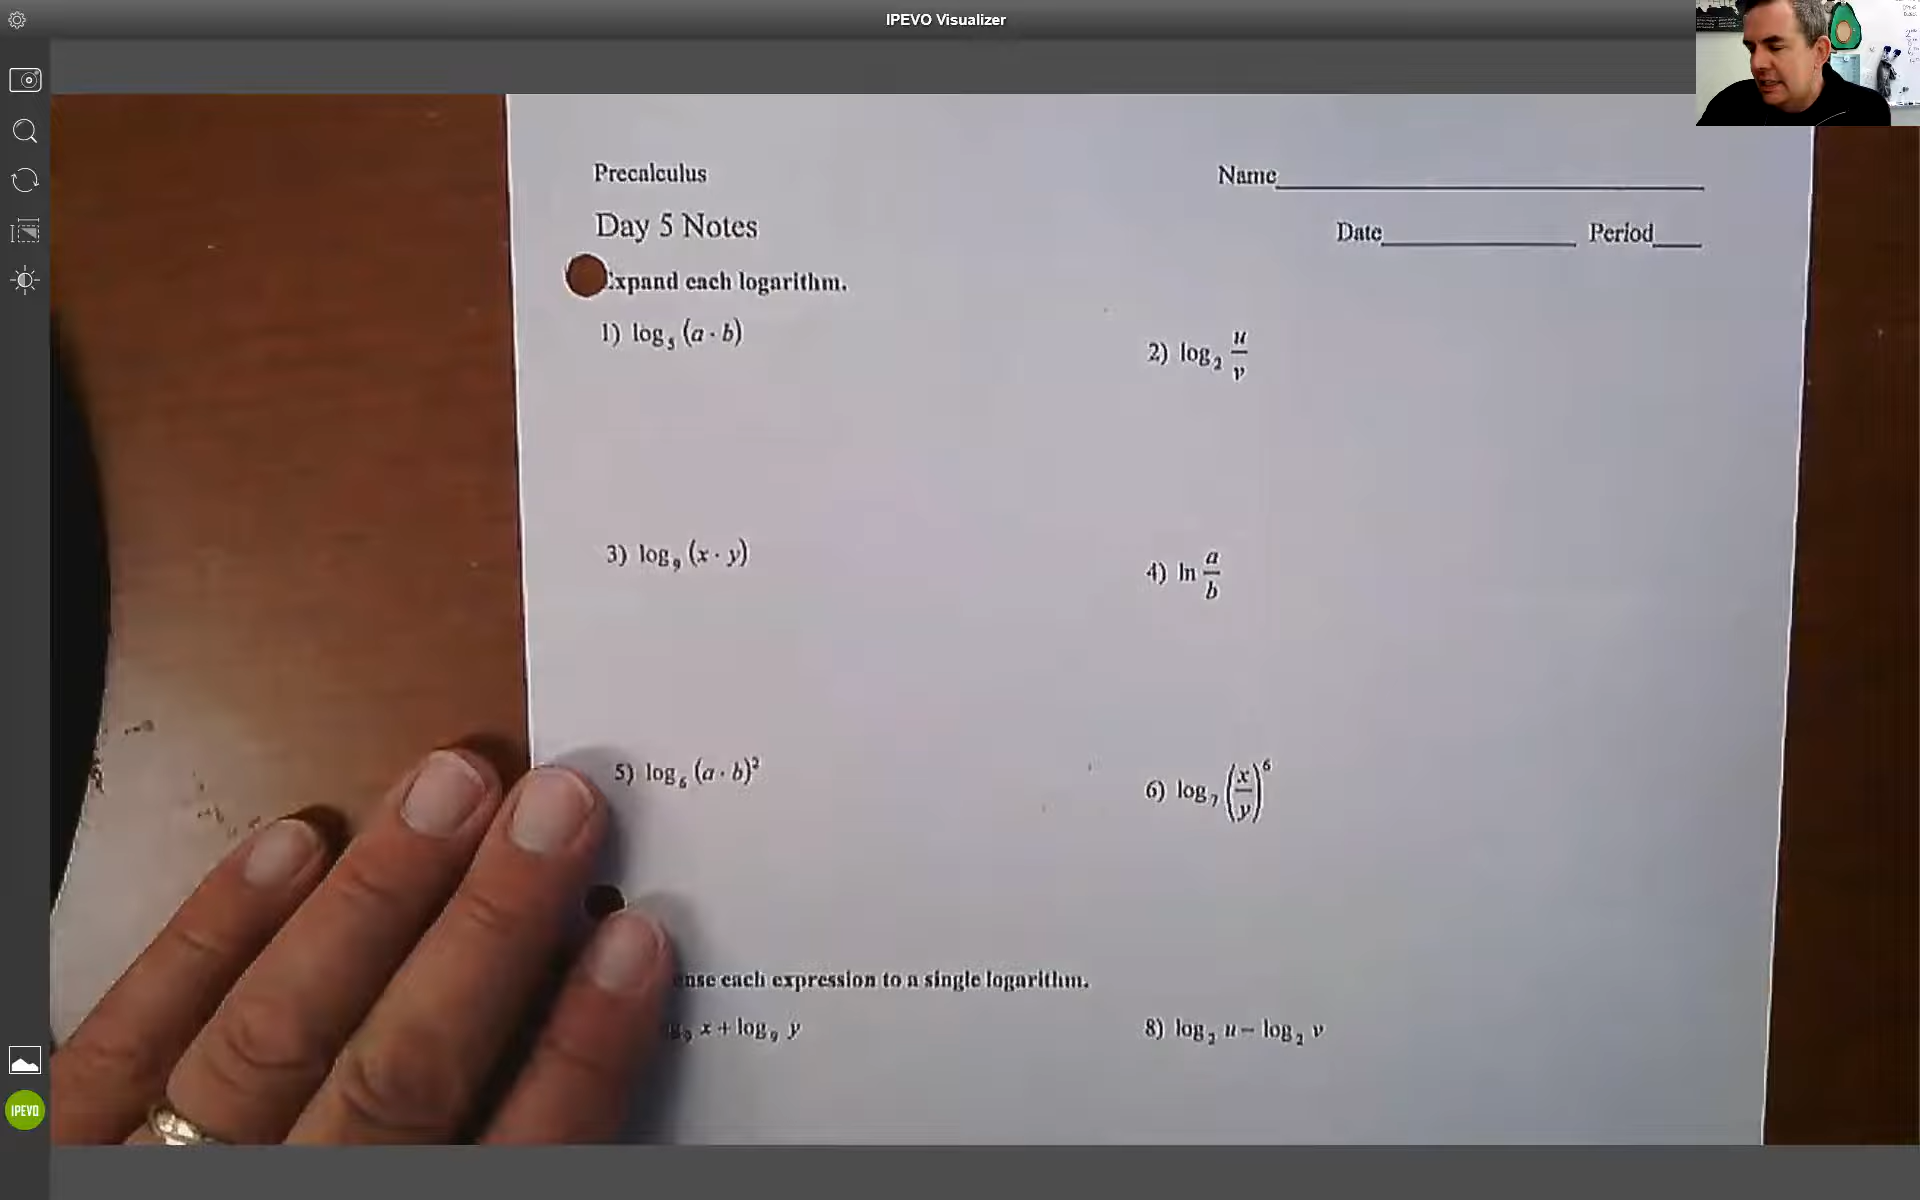 IPEVO Visualizer
Precalculus
Name
Day 5 Notes
Date Period
xpand each logarithm.
1) log₅ (a · b)
2) log₂ u/v
3) log₉ (x · y)
4) ln a/b
5) log₆ (a · b)²
6) log₇ (x/y)⁶
nse each expression to a single logarithm.
g₉ x + log₉ y
8) log₂ u − log₂ v
IPEVO